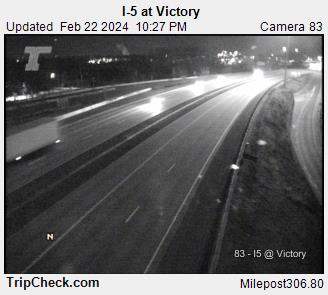 I-5 at Victory
Updated  Feb 22 2024  10:27 PM
Camera 83
T
N
83 - I5 @ Victory
TripCheck.com
Milepost306.80